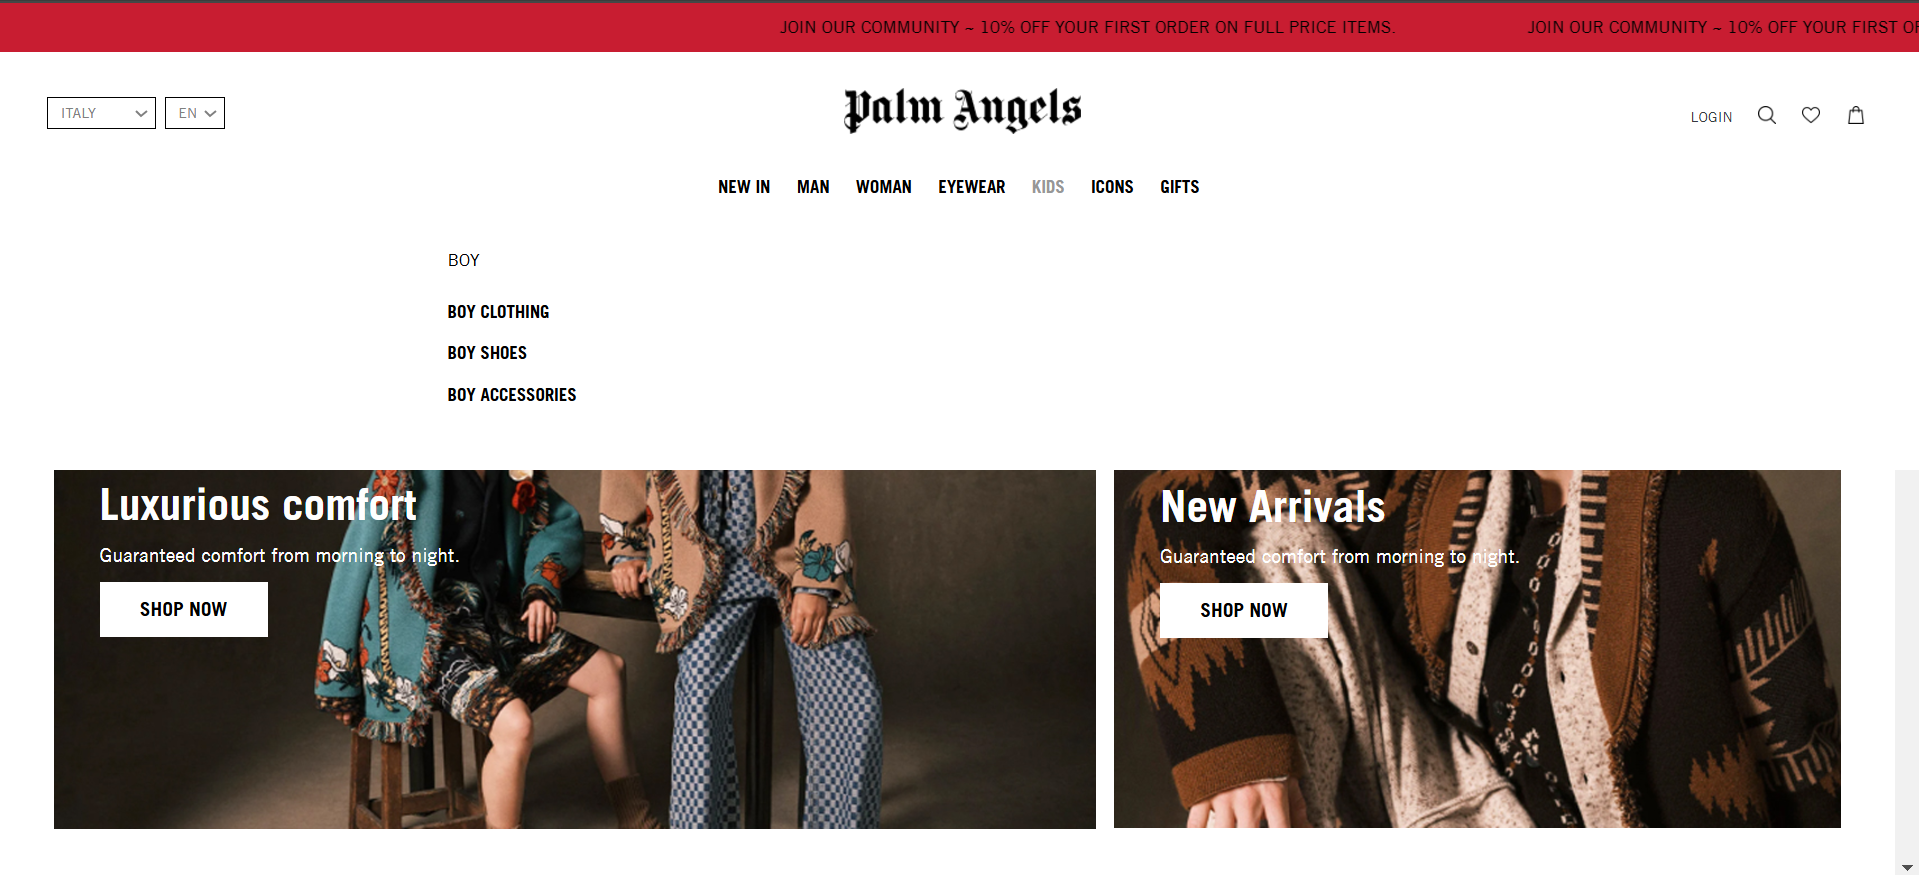 JOIN OUR COMMUNITY ~ 10% OFF YOUR FIRST ORDER ON FULL PRICE ITEMS. JOIN OUR COMMUNITY ~ 10% OFF YOUR FIRST
ITALY EN
Palm Angels
LOGIN
NEW IN MAN WOMAN EYEWEAR KIDS ICONS GIFTS
BOY
BOY CLOTHING
BOY SHOES
BOY ACCESSORIES
Luxurious comfort
Guaranteed comfort from morning to night.
SHOP NOW
New Arrivals
Guaranteed comfort from morning to night.
SHOP NOW